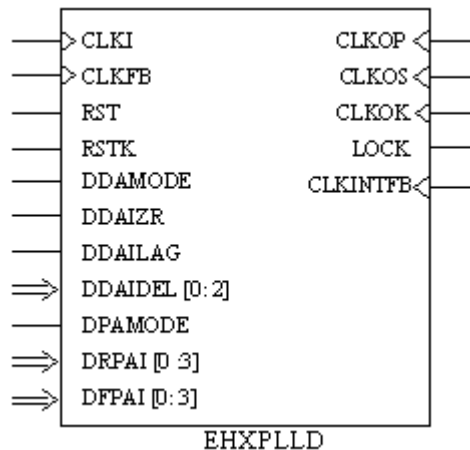 CLKI CLKOP
CLKFB CLKOS
RST CLKOK
RSTK LOCK
DDAMODE CLKINTFB
DDAIZR
DDAILAG
DDAIDEL [0:2]
DPAMODE
DRPAI [0:3]
DFPAI [0:3]
EHXPLLD